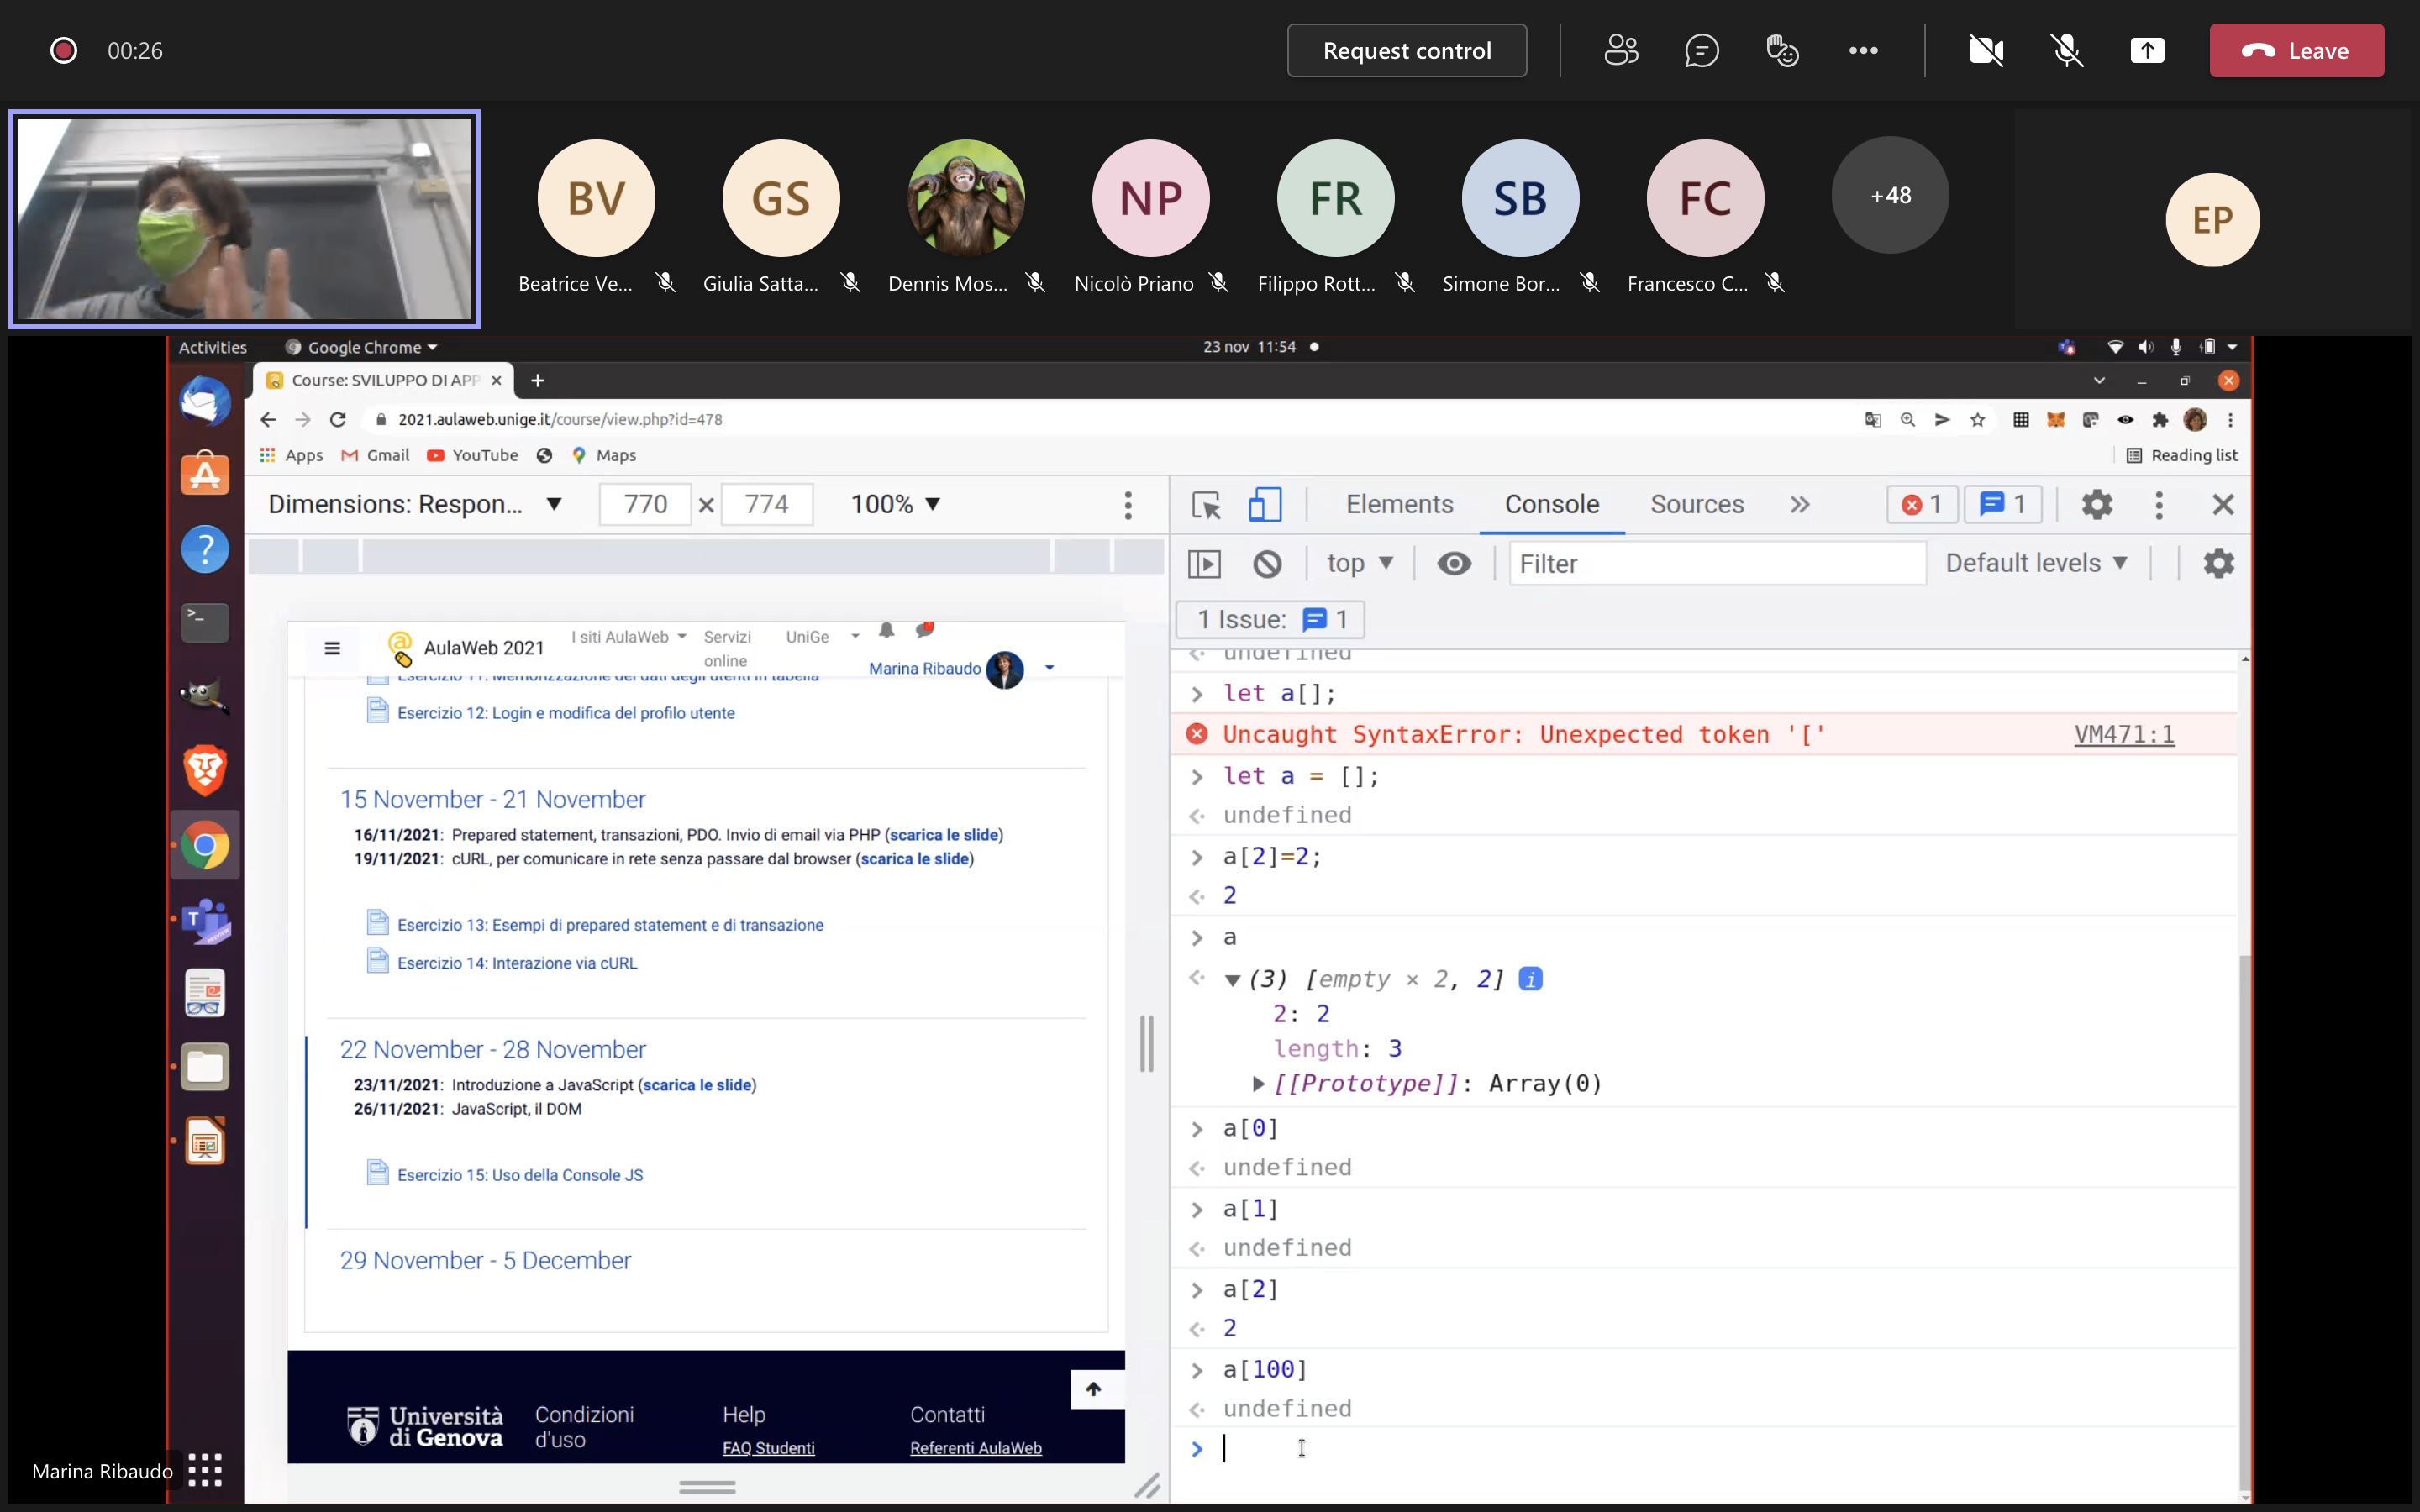 00:26
Request control
Leave
BV
GS
NP
FR
SB
FC
+48
EP
Beatrice Ve...
Giulia Satta...
Dennis Mos...
Nicolò Priano
Filippo Rott...
Simone Bor...
Francesco C...
Activities
Google Chrome
23 nov 11:54
Course: SVILUPPO DI APP
2021.aulaweb.unige.it/course/view.php?id=478
Apps
Gmail
YouTube
Maps
Reading list
Dimensions: Respon...
770 × 774
100%
AulaWeb 2021
I siti AulaWeb
Servizi
online
UniGe
Marina Ribaudo
Esercizio 11: Memorizzazione dei dati degli utenti in tabella
Esercizio 12: Login e modifica del profilo utente
15 November - 21 November
16/11/2021: Prepared statement, transazioni, PDO. Invio di email via PHP (scarica le slide)
19/11/2021: cURL, per comunicare in rete senza passare dal browser (scarica le slide)
Esercizio 13: Esempi di prepared statement e di transazione
Esercizio 14: Interazione via cURL
22 November - 28 November
23/11/2021: Introduzione a JavaScript (scarica le slide)
26/11/2021: JavaScript, il DOM
Esercizio 15: Uso della Console JS
29 November - 5 December
Università
di Genova
Condizioni
d'uso
Help
FAQ Studenti
Contatti
Referenti AulaWeb
Elements
Console
Sources
1
1
top
Filter
Default levels
1 Issue: 1
undefined
let a[];
Uncaught SyntaxError: Unexpected token '[' VM471:1
let a = [];
undefined
a[2]=2;
2
a
(3) [empty × 2, 2] i
2: 2
length: 3
[[Prototype]]: Array(0)
a[0]
undefined
a[1]
undefined
a[2]
2
a[100]
undefined
Marina Ribaudo